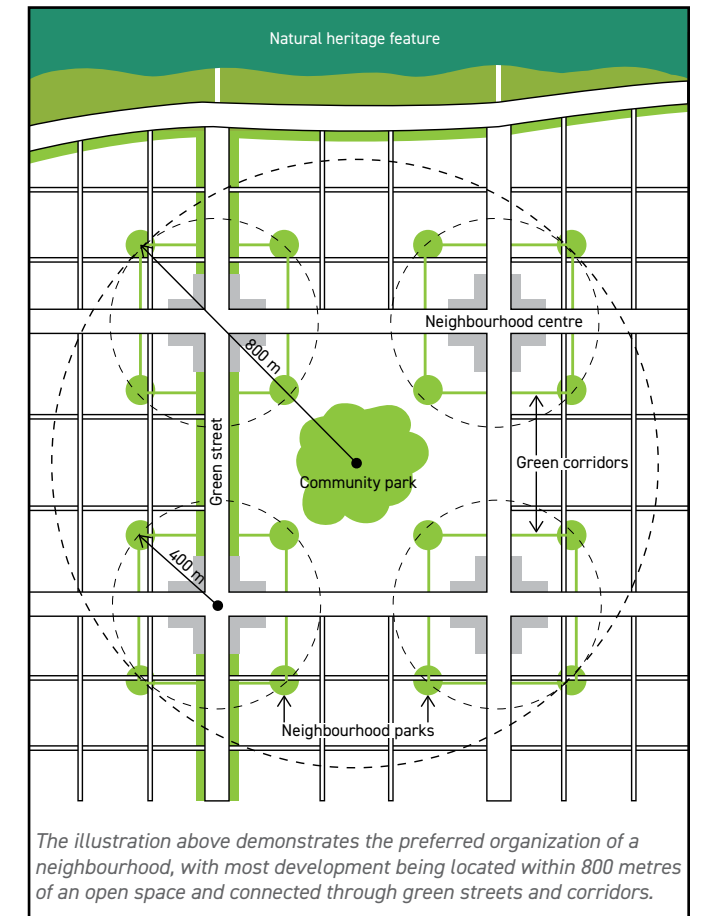 Natural heritage feature
Neighbourhood centre
800 m
Green street
Green corridors
Community park
400 m
Neighbourhood parks
The illustration above demonstrates the preferred organization of a
neighbourhood, with most development being located within 800 metres
of an open space and connected through green streets and corridors.